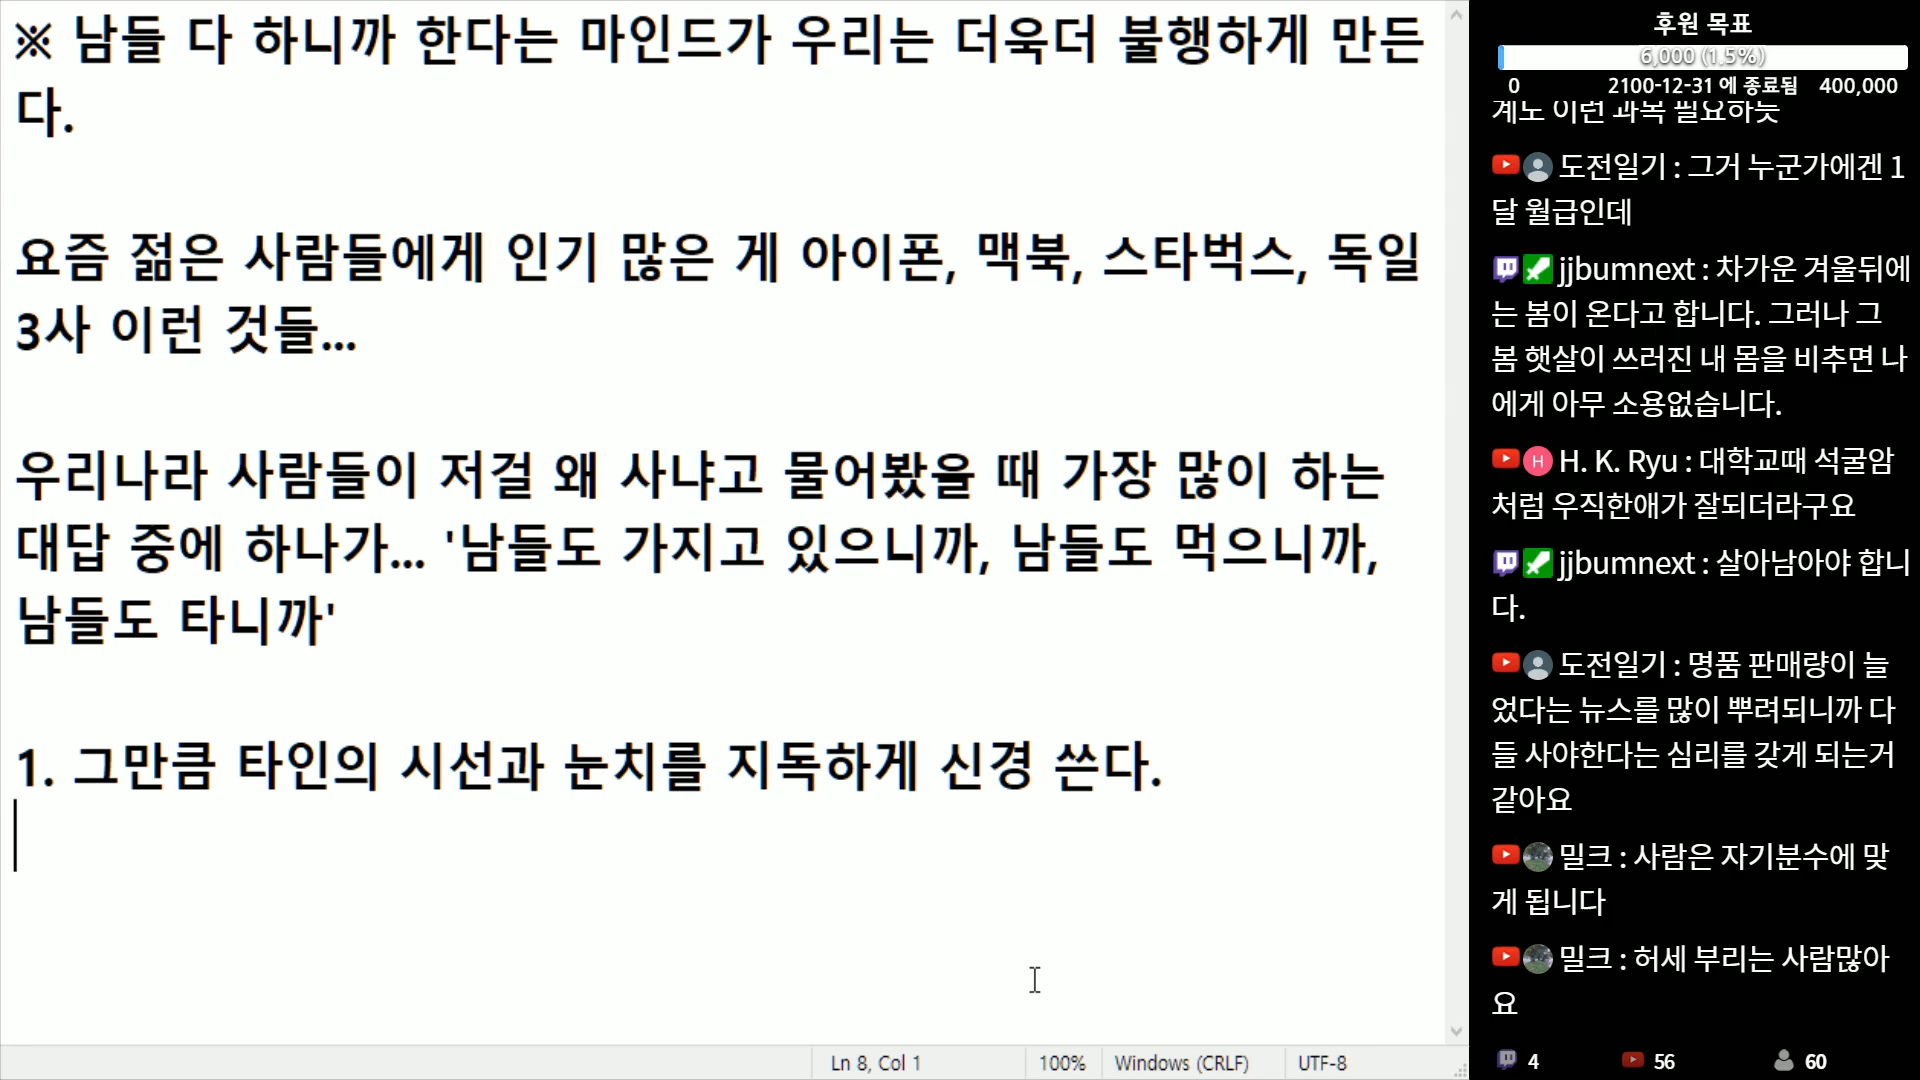 ※ 남들 다 하니까 한다는 마인드가 우리는 더욱더 불행하게 만든
다.
요즘 젊은 사람들에게 인기 많은 게 아이폰, 맥북, 스타벅스, 독일
3사 이런 것들...
우리나라 사람들이 저걸 왜 사냐고 물어봤을 때 가장 많이 하는
대답 중에 하나가... '남들도 가지고 있으니까, 남들도 먹으니까,
남들도 타니까'
1. 그만큼 타인의 시선과 눈치를 지독하게 신경 쓴다.
Ln 8, Col 1
100%
Windows (CRLF)
UTF-8
후원 목표
6,000 (1.5%)
0 2100-12-31 에 종료됨 400,000
계도 이런 과목 필요하듯
도전일기 : 그거 누군가에겐 1
달 월급인데
jjbumnext : 차가운 겨울뒤에
는 봄이 온다고 합니다. 그러나 그
봄 햇살이 쓰러진 내 몸을 비추면 나
에게 아무 소용없습니다.
H H. K. Ryu : 대학교때 석굴암
처럼 우직한애가 잘되더라구요
jjbumnext : 살아남아야 합니
다.
도전일기 : 명품 판매량이 늘
었다는 뉴스를 많이 뿌려되니까 다
들 사야한다는 심리를 갖게 되는거
같아요
밀크 : 사람은 자기분수에 맞
게 됩니다
밀크 : 허세 부리는 사람많아
요
4 56 60